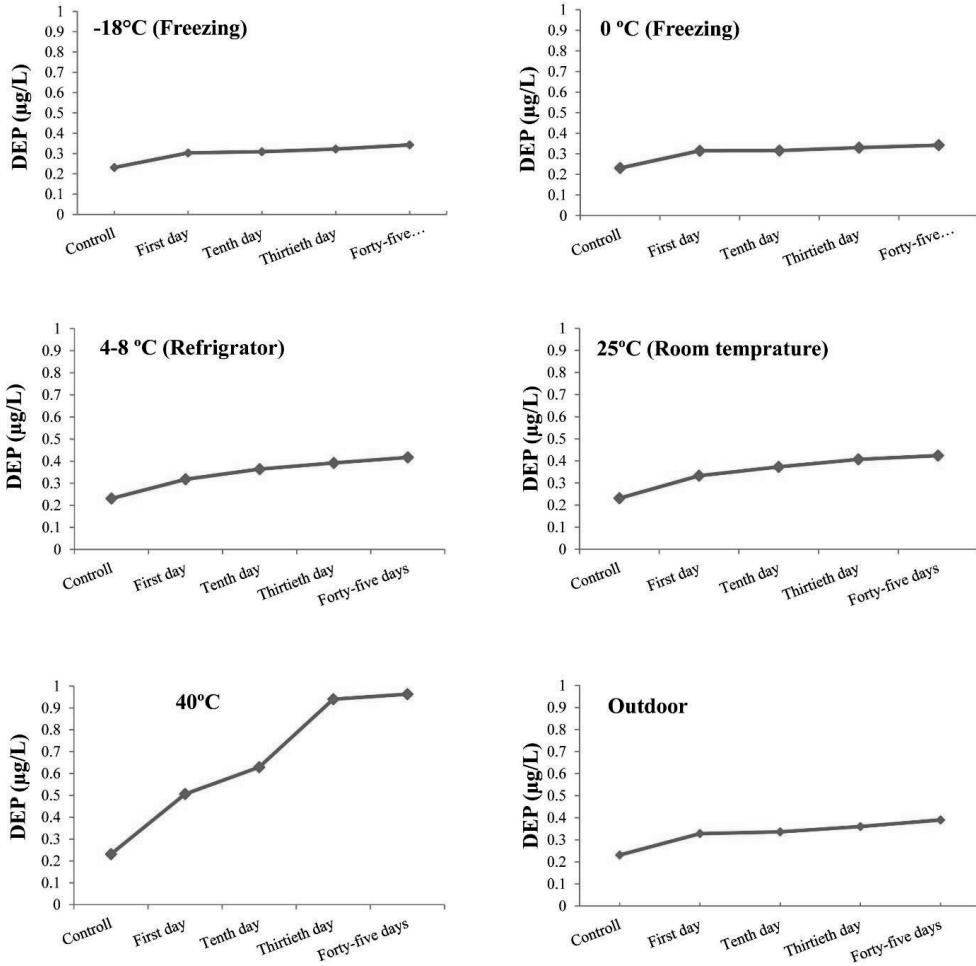 -18°C (Freezing)
DEP (µg/L)
1
0.9
0.8
0.7
0.6
0.5
0.4
0.3
0.2
0.1
0
Controll
First day
Tenth day
Thirtieth day
Forty-five…
0 ºC (Freezing)
DEP (µg/L)
1
0.9
0.8
0.7
0.6
0.5
0.4
0.3
0.2
0.1
0
Controll
First day
Tenth day
Thirtieth day
Forty-five…
4-8 ºC (Refrigrator)
DEP (µg/L)
1
0.9
0.8
0.7
0.6
0.5
0.4
0.3
0.2
0.1
0
Controll
First day
Tenth day
Thirtieth day
Forty-five days
25ºC (Room temprature)
DEP (µg/L)
1
0.9
0.8
0.7
0.6
0.5
0.4
0.3
0.2
0.1
0
Controll
First day
Tenth day
Thirtieth day
Forty-five days
40ºC
DEP (µg/L)
1
0.9
0.8
0.7
0.6
0.5
0.4
0.3
0.2
0.1
0
Controll
First day
Tenth day
Thirtieth day
Forty-five days
Outdoor
DEP (µg/L)
1
0.9
0.8
0.7
0.6
0.5
0.4
0.3
0.2
0.1
0
Controll
First day
Tenth day
Thirtieth day
Forty-five days